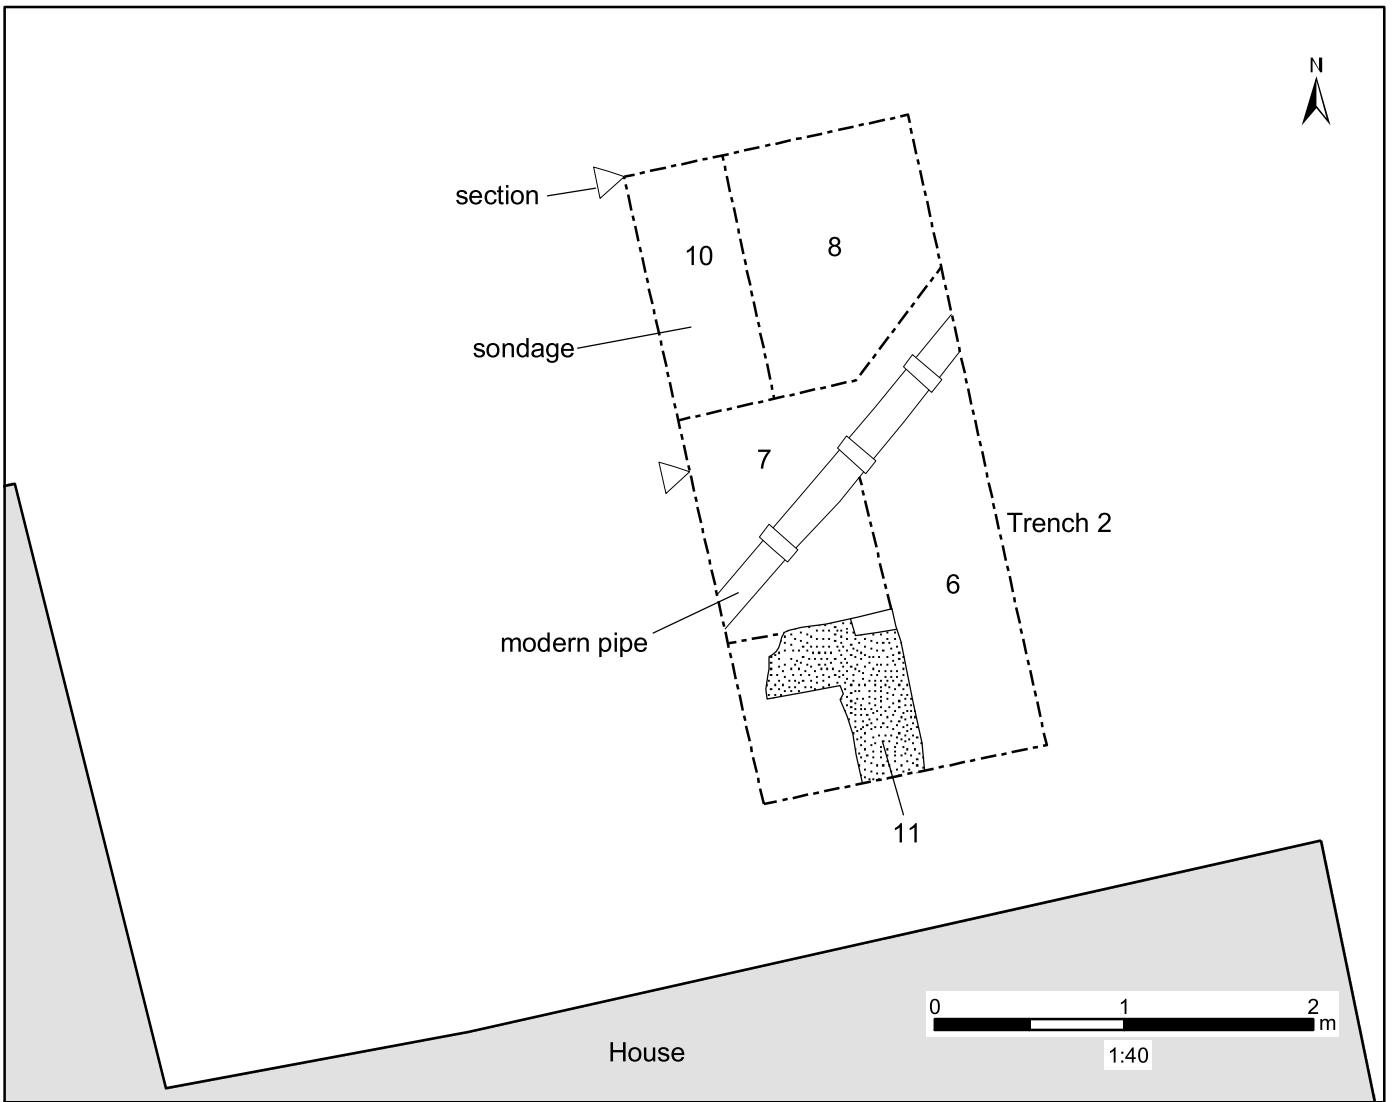 N
section
10
8
sondage
7
Trench 2
6
modern pipe
11
0 1 2
m
1:40
House